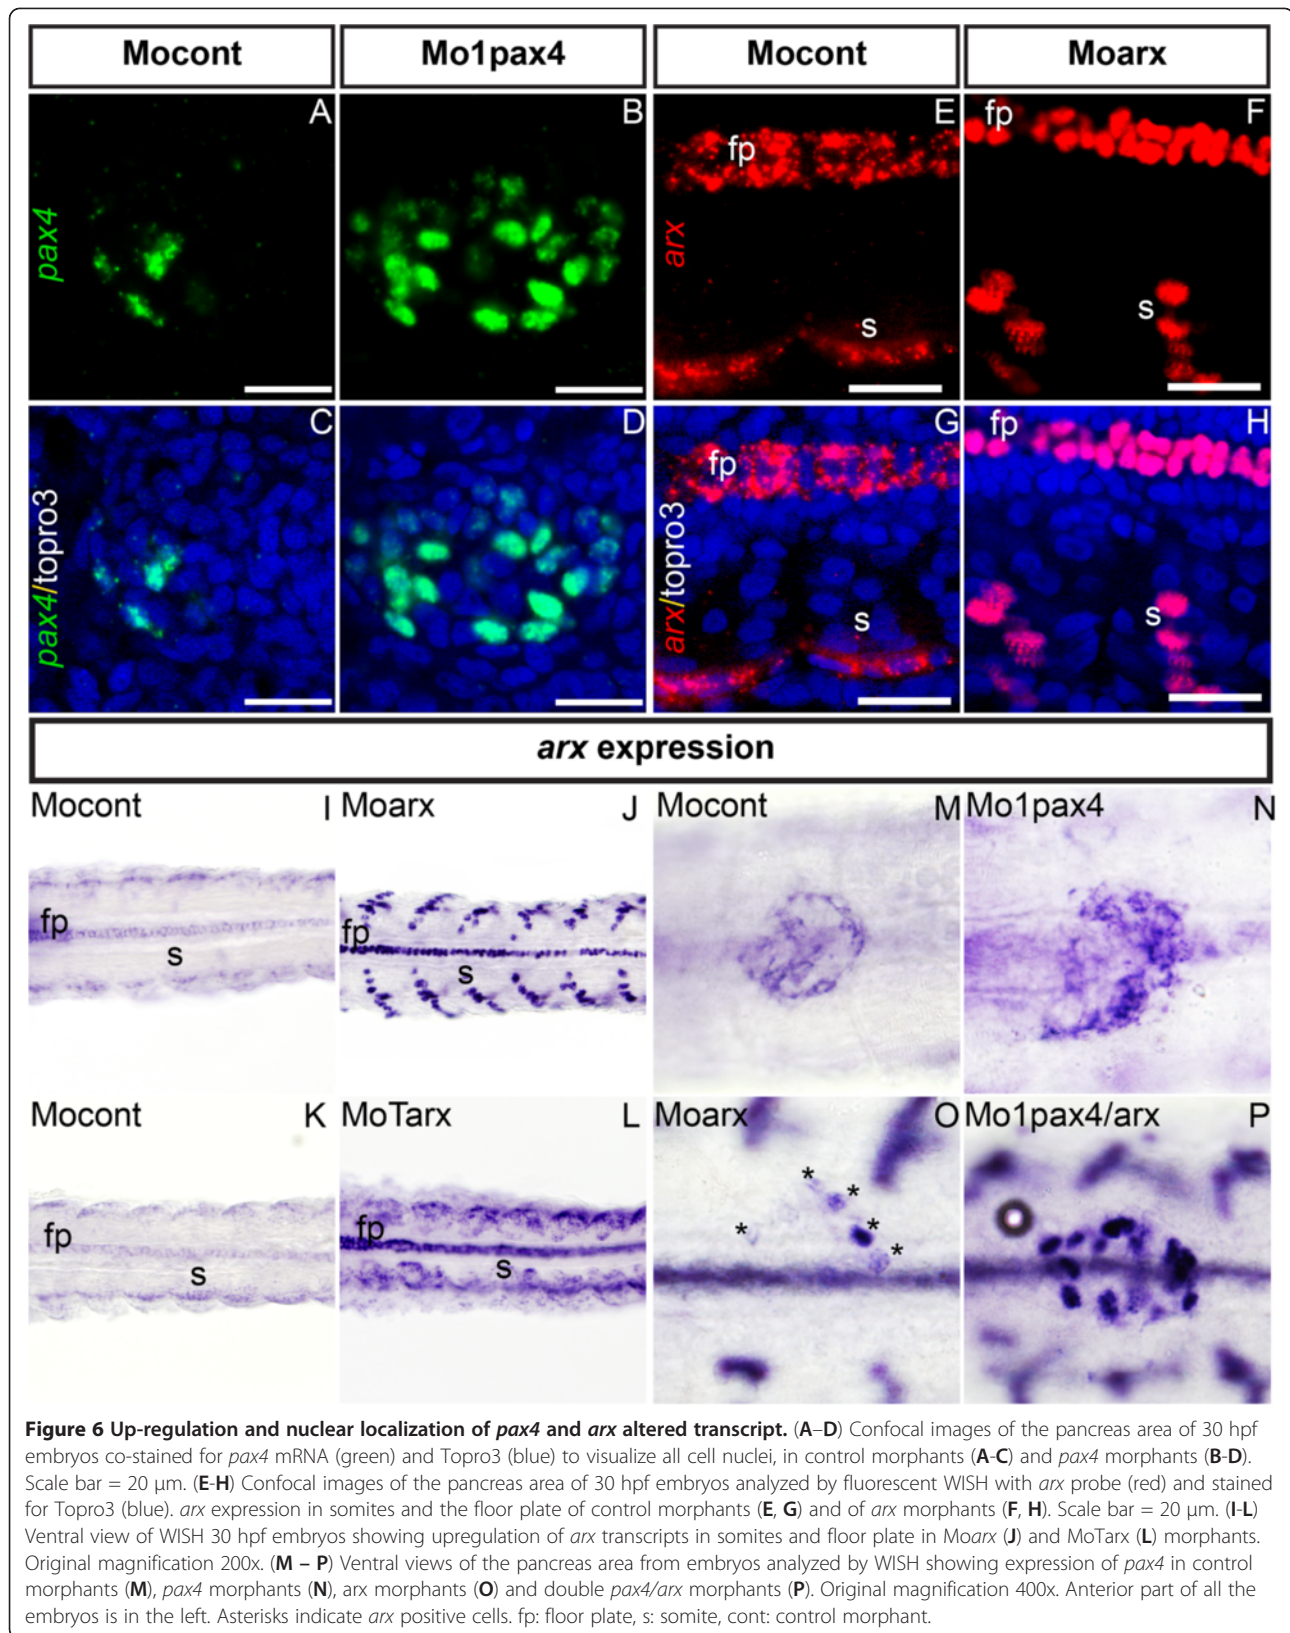 Mocont Mo1pax4 Mocont Moarx
A B E F
fp fp
pax4 arx
s s
C D G H
fp fp
pax4/topro3 arx/topro3
s s
arx expression
Mocont I Moarx J Mocont M Mo1pax4 N
fp fp
s s
Mocont K MoTarx L Moarx O Mo1pax4/arx P
* * * * *
fp fp
s s
Figure 6 Up-regulation and nuclear localization of pax4 and arx altered transcript. (A–D) Confocal images of the pancreas area of 30 hpf
embryos co-stained for pax4 mRNA (green) and Topro3 (blue) to visualize all cell nuclei, in control morphants (A-C) and pax4 morphants (B-D).
Scale bar = 20 μm. (E-H) Confocal images of the pancreas area of 30 hpf embryos analyzed by fluorescent WISH with arx probe (red) and stained
for Topro3 (blue). arx expression in somites and the floor plate of control morphants (E, G) and of arx morphants (F, H). Scale bar = 20 μm. (I-L)
Ventral view of WISH 30 hpf embryos showing upregulation of arx transcripts in somites and floor plate in Moarx (J) and MoTarx (L) morphants.
Original magnification 200x. (M – P) Ventral views of the pancreas area from embryos analyzed by WISH showing expression of pax4 in control
morphants (M), pax4 morphants (N), arx morphants (O) and double pax4/arx morphants (P). Original magnification 400x. Anterior part of all the
embryos is in the left. Asterisks indicate arx positive cells. fp: floor plate, s: somite, cont: control morphant.